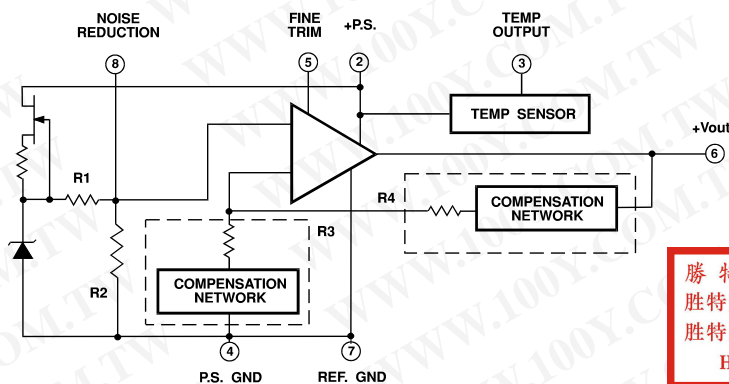 NOISE
REDUCTION
FINE
TRIM
+P.S.
TEMP
OUTPUT
8
5
2
3
TEMP SENSOR
+Vout
6
R1
R4
COMPENSATION
NETWORK
R3
R2
COMPENSATION
NETWORK
4
7
P.S. GND
REF. GND
勝 特
胜特
胜特
H
WWW.100Y.COM.TW